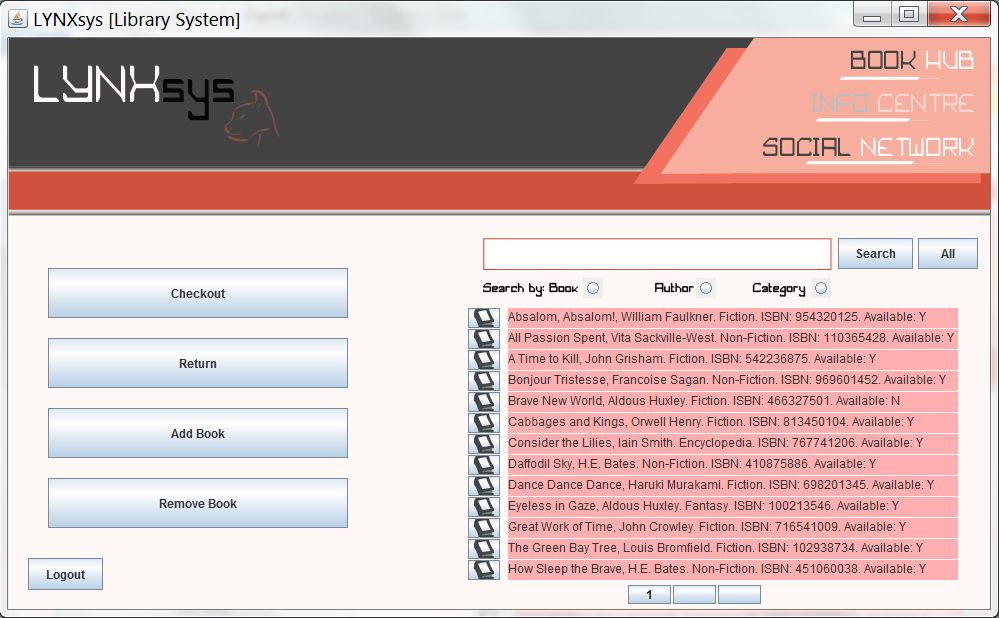 LYNXsys [Library System]
LYNXsys
BOOK HUB
INFO CENTRE
SOCIAL NETWORK
Search
All
Search by: Book
Author
Category
Checkout
Return
Add Book
Remove Book
Logout
Absalom, Absalom!, William Faulkner. Fiction. ISBN: 954320125. Available: Y
All Passion Spent, Vita Sackville-West. Non-Fiction. ISBN: 110365428. Available: Y
A Time to Kill, John Grisham. Fiction. ISBN: 542236875. Available: Y
Bonjour Tristesse, Francoise Sagan. Non-Fiction. ISBN: 969601452. Available: Y
Brave New World, Aldous Huxley. Fiction. ISBN: 466327501. Available: N
Cabbages and Kings, Orwell Henry. Fiction. ISBN: 813450104. Available: Y
Consider the Lilies, Iain Smith. Encyclopedia. ISBN: 767741206. Available: Y
Daffodil Sky, H.E. Bates. Non-Fiction. ISBN: 410875886. Available: Y
Dance Dance Dance, Haruki Murakami. Fiction. ISBN: 698201345. Available: Y
Eyeless in Gaze, Aldous Huxley. Fantasy. ISBN: 100213546. Available: Y
Great Work of Time, John Crowley. Fiction. ISBN: 716541009. Available: Y
The Green Bay Tree, Louis Bromfield. Fiction. ISBN: 102938734. Available: Y
How Sleep the Brave, H.E. Bates. Non-Fiction. ISBN: 451060038. Available: Y
1